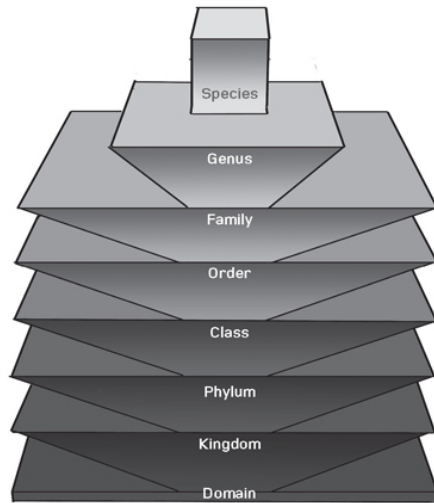 Species
Genus
Family
Order
Class
Phylum
Kingdom
Domain